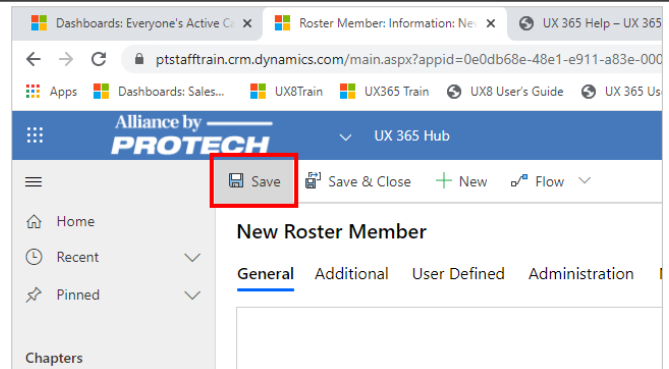 Dashboards: Everyone's Active Ca
Roster Member: Information: Nev
UX 365 Help – UX 365
ptstafftrain.crm.dynamics.com/main.aspx?appid=0e0db68e-48e1-e911-a83e-000
Apps Dashboards: Sales... UX8Train UX365 Train UX8 User's Guide UX 365 Us
Alliance by
PROTECH
UX 365 Hub
Save Save & Close New Flow
Home
Recent
Pinned
Chapters
New Roster Member
General Additional User Defined Administration